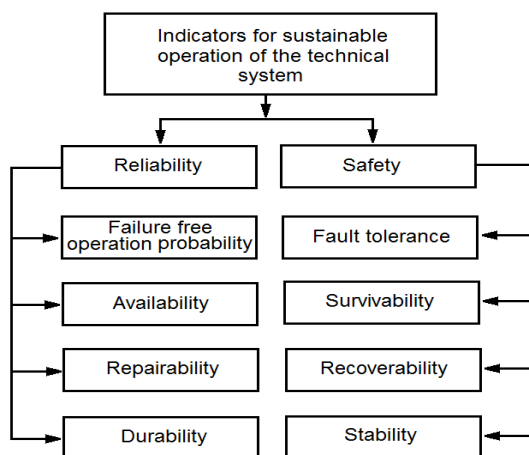 Indicators for sustainable
operation of the technical
system
Reliability
Safety
Failure free
operation probability
Fault tolerance
Availability
Survivability
Repairability
Recoverability
Durability
Stability